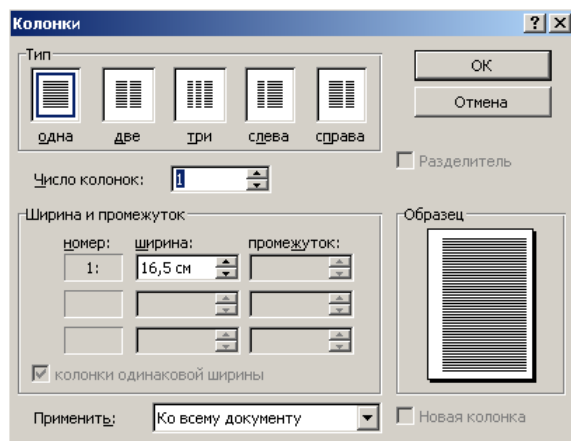 Колонки
Тип
одна две три слева справа
ОК
Отмена
Разделитель
Число колонок: 1
Ширина и промежуток
номер: ширина: промежуток:
1: 16,5 см
колонки одинаковой ширины
Образец
Применить: Ко всему документу
Новая колонка